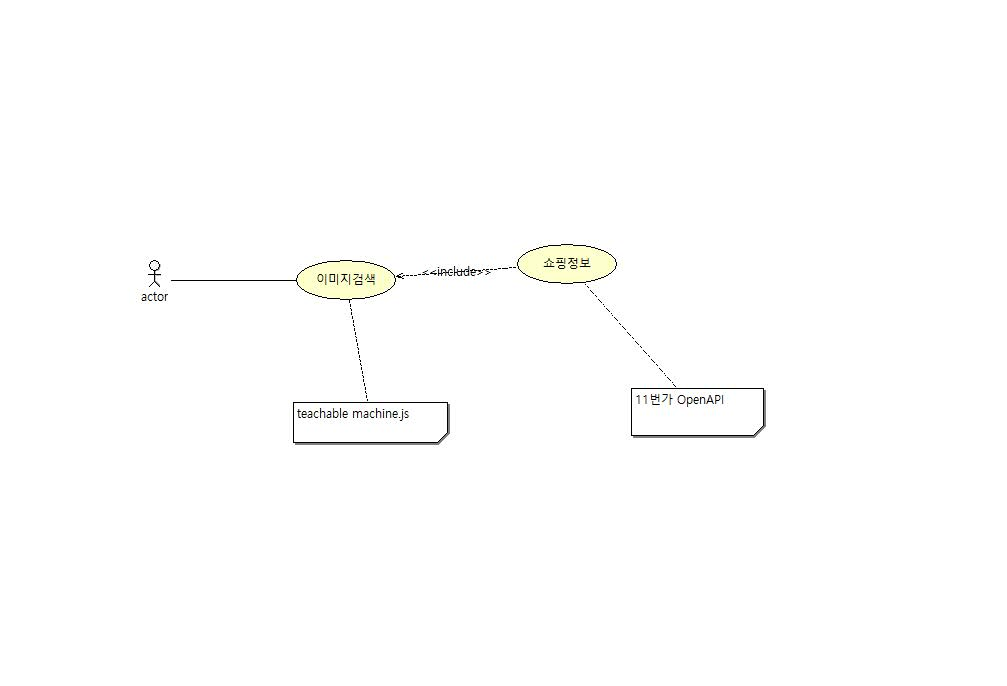 쇼핑정보
<<include>>
이미지검색
actor
11번가 OpenAPI
teachable machine.js